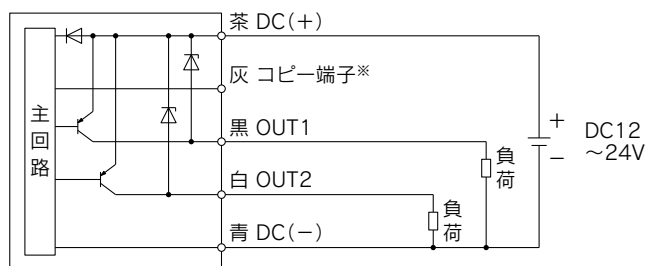 茶 DC(+)
灰 コピー端子※
主回路
黒 OUT1
負荷
+
−
DC12
～24V
白 OUT2
負荷
青 DC(−)